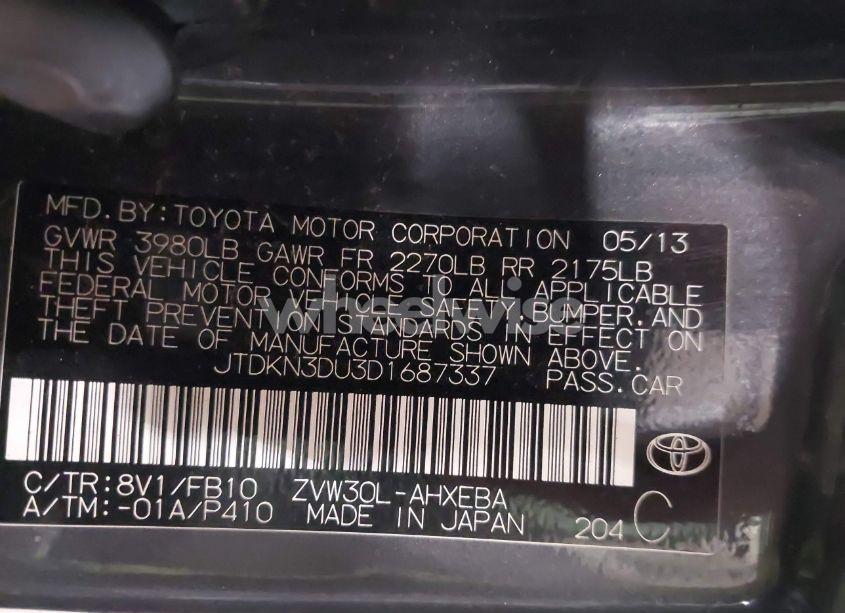 MFD. BY: TOYOTA MOTOR CORPORATION 05/13
GVWR 3980LB GAWR FR 2270LB RR 2175LB
THIS VEHICLE CONFORMS TO ALL APPLICABLE
FEDERAL MOTOR VEHICLE SAFETY, BUMPER, AND
THEFT PREVENTION STANDARDS IN EFFECT ON
THE DATE OF MANUFACTURE SHOWN ABOVE.
JTDKN3DU3D1687337 PASS. CAR
C/TR: 8V1/FB10 ZVW30L-AHXEBA
A/TM: -01A/P410 MADE IN JAPAN 204 C
wheelwise